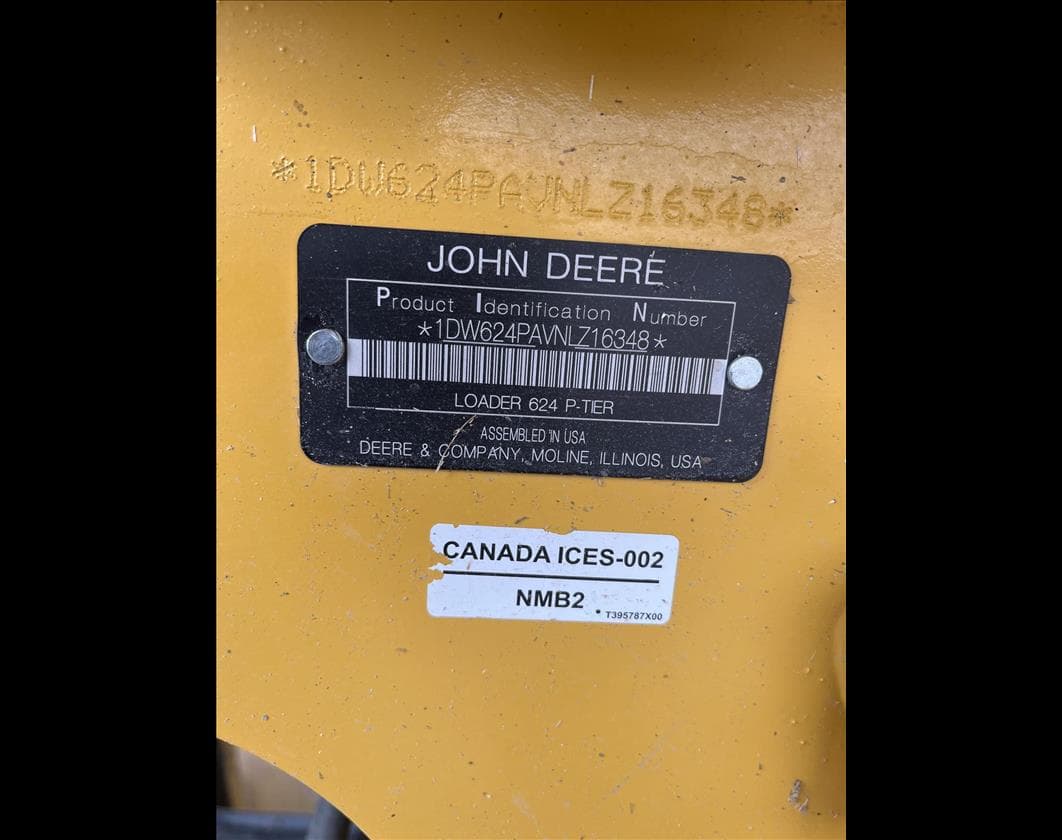 *1DW624PAVNLZ16348*
JOHN DEERE
Product Identification Number
*1DW624PAVNLZ16348*
LOADER 624 P-TIER
ASSEMBLED IN USA
DEERE & COMPANY, MOLINE, ILLINOIS, USA
CANADA ICES-002
NMB2
T395787X00